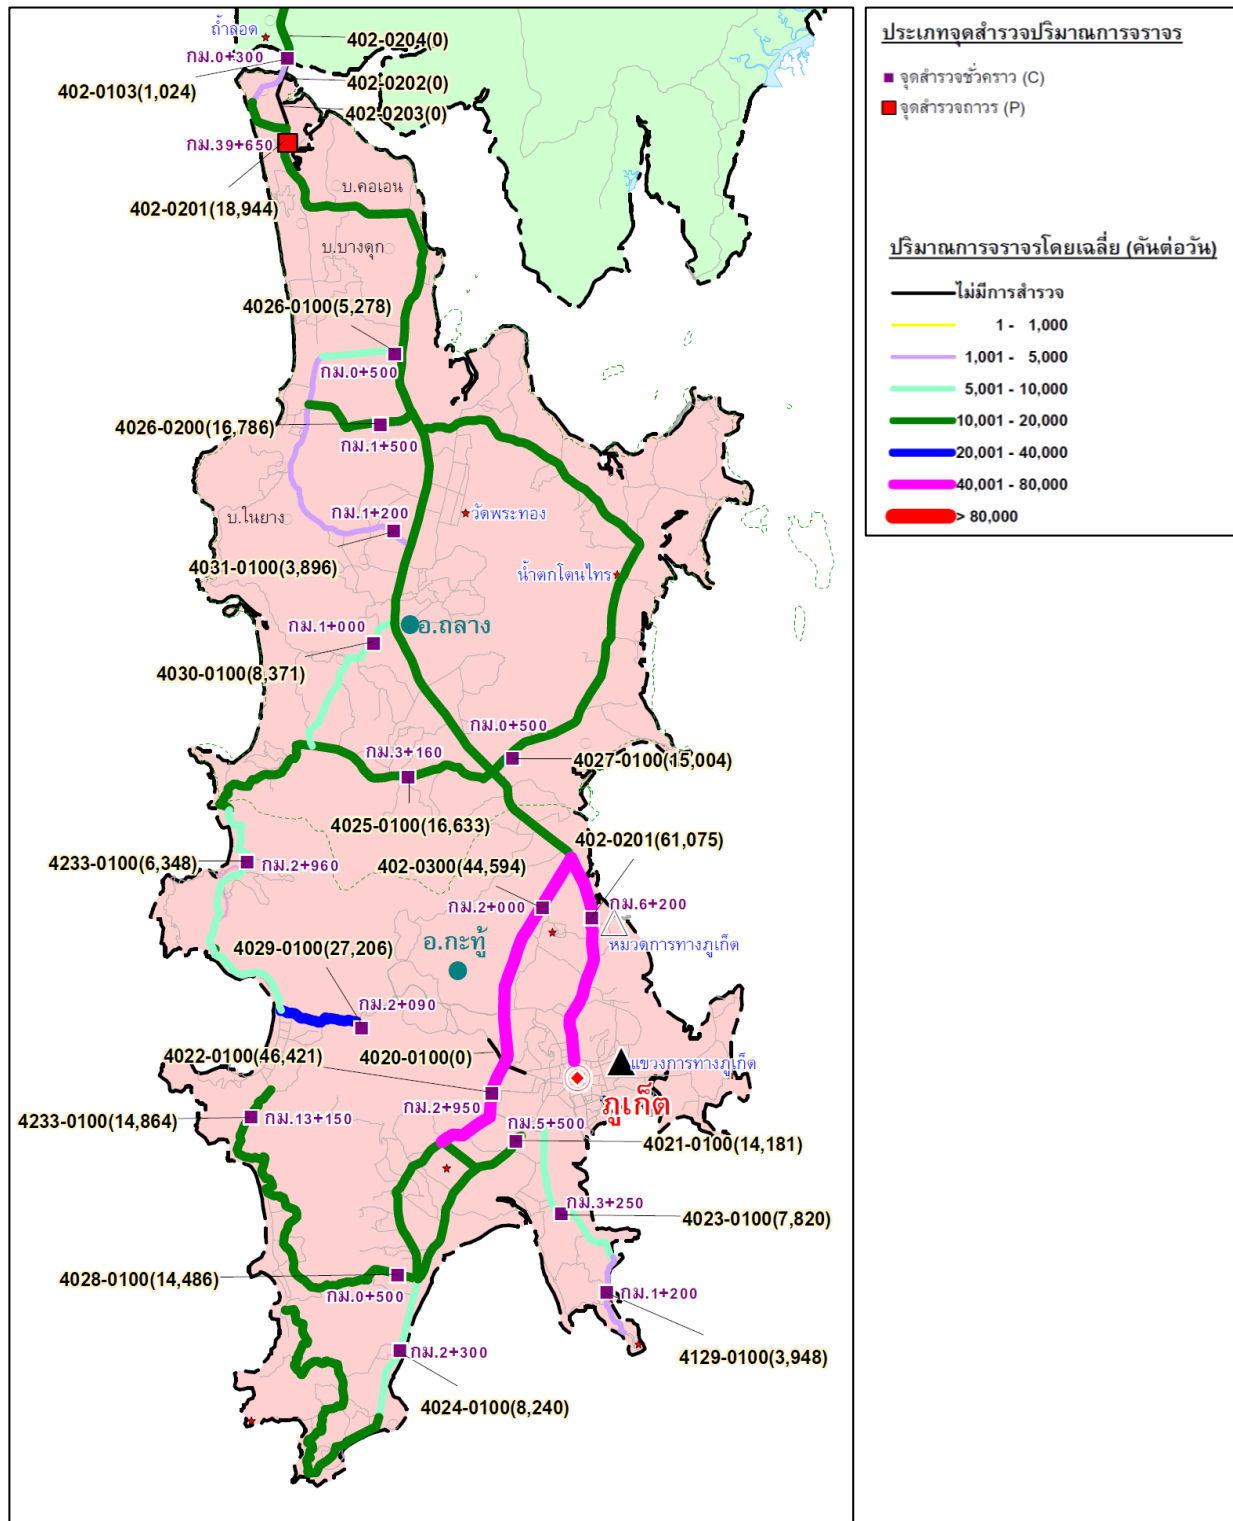 ถ้ำลอด
402-0204(0)
กม.0+300
402-0103(1,024)
402-0202(0)
402-0203(0)
กม.39+650
บ.คอเอน
402-0201(18,944)
บ.บางดุก
4026-0100(5,278)
กม.0+500
4026-0200(16,786)
กม.1+500
กม.1+200
บ.ในยาง
วัดพระทอง
4031-0100(3,896)
น้ำตกโตนไทร
กม.1+000
อ.ถลาง
4030-0100(8,371)
กม.0+500
กม.3+160
4027-0100(15,004)
4025-0100(16,633)
402-0201(61,075)
4233-0100(6,348)
กม.2+960
402-0300(44,594)
กม.2+000
กม.6+200
อ.กะทู้
หมวดการทางภูเก็ต
4029-0100(27,206)
กม.2+090
4022-0100(46,421)
4020-0100(0)
แขวงการทางภูเก็ต
ภูเก็ต
กม.2+950
4233-0100(14,864)
กม.13+150
กม.5+500
4021-0100(14,181)
กม.3+250
4023-0100(7,820)
4028-0100(14,486)
กม.0+500
กม.1+200
กม.2+300
4129-0100(3,948)
4024-0100(8,240)
ประเภทจุดสำรวจปริมาณการจราจร
จุดสำรวจชั่วคราว (C)
จุดสำรวจถาวร (P)
ปริมาณการจราจรโดยเฉลี่ย (คันต่อวัน)
ไม่มีการสำรวจ
1 - 1,000
1,001 - 5,000
5,001 - 10,000
10,001 - 20,000
20,001 - 40,000
40,001 - 80,000
> 80,000